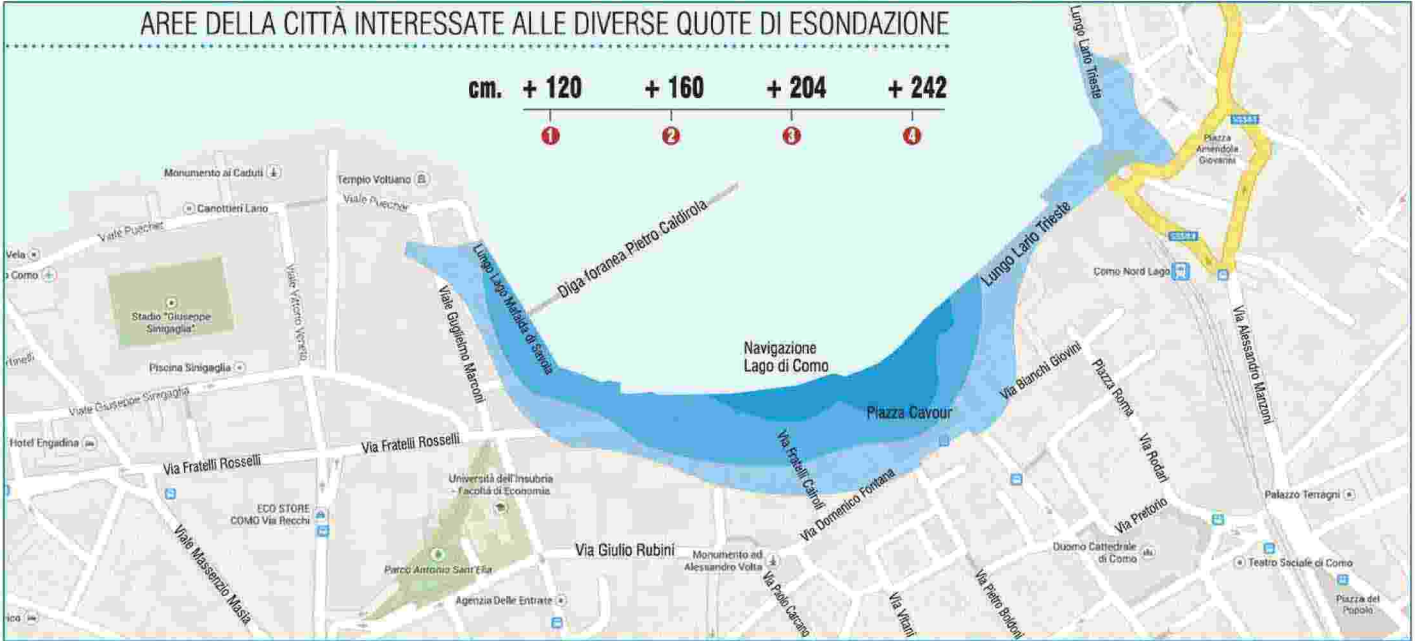 AREE DELLA CITTÀ INTERESSATE ALLE DIVERSE QUOTE DI ESONDAZIONE
cm. + 120 + 160 + 204 + 242
1 2 3 4
Lungo Lario Trieste
Lungo Lario Trieste
Piazza
Amendola
Giovanni
Monumento ai Caduti
Tempio Voltiano
Canottieri Lario
Viale Puecher
Viale Puecher
Vela
Como
Stadio "Giuseppe
Sinigaglia"
Viale Vittorio Veneto
Viale Guglielmo Marconi
Lungo Lago Mafalda di Savoia
Diga foranea Pietro Caldirola
Lungo Lario Trieste
Como Nord Lago
Via Alessandro Manzoni
Navigazione
Lago di Como
Piscina Sinigaglia
Viale Giuseppe Sinigaglia
Piazza Cavour
Via Bianchi Giovini
Piazza Roma
Via Rodari
Hotel Engadina
Via Fratelli Rosselli
Via Fratelli Rosselli
Via Fratelli Cairoli
Via Domenico Fontana
Università dell'Insubria
- Facoltà di Economia
ECO STORE
COMO Via Recchi
Viale Massenzio Masia
Parco Antonio Sant'Elia
Agenzia Delle Entrate
Via Giulio Rubini
Monumento ad
Alessandro Volta
Via Paolo Carcano
Via Vitani
Via Pietro Boldoni
Via Pretorio
Duomo Cattedrale
di Como
Palazzo Terragni
Teatro Sociale di Como
Piazza del
Popolo